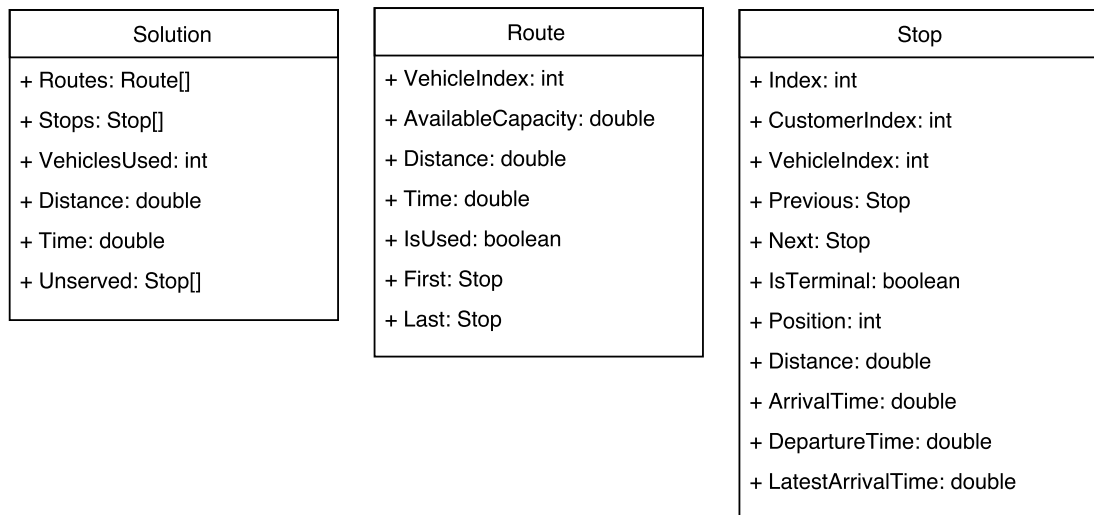 Solution
+ Routes: Route[]
+ Stops: Stop[]
+ VehiclesUsed: int
+ Distance: double
+ Time: double
+ Unserved: Stop[]
Route
+ VehicleIndex: int
+ AvailableCapacity: double
+ Distance: double
+ Time: double
+ IsUsed: boolean
+ First: Stop
+ Last: Stop
Stop
+ Index: int
+ CustomerIndex: int
+ VehicleIndex: int
+ Previous: Stop
+ Next: Stop
+ IsTerminal: boolean
+ Position: int
+ Distance: double
+ ArrivalTime: double
+ DepartureTime: double
+ LatestArrivalTime: double